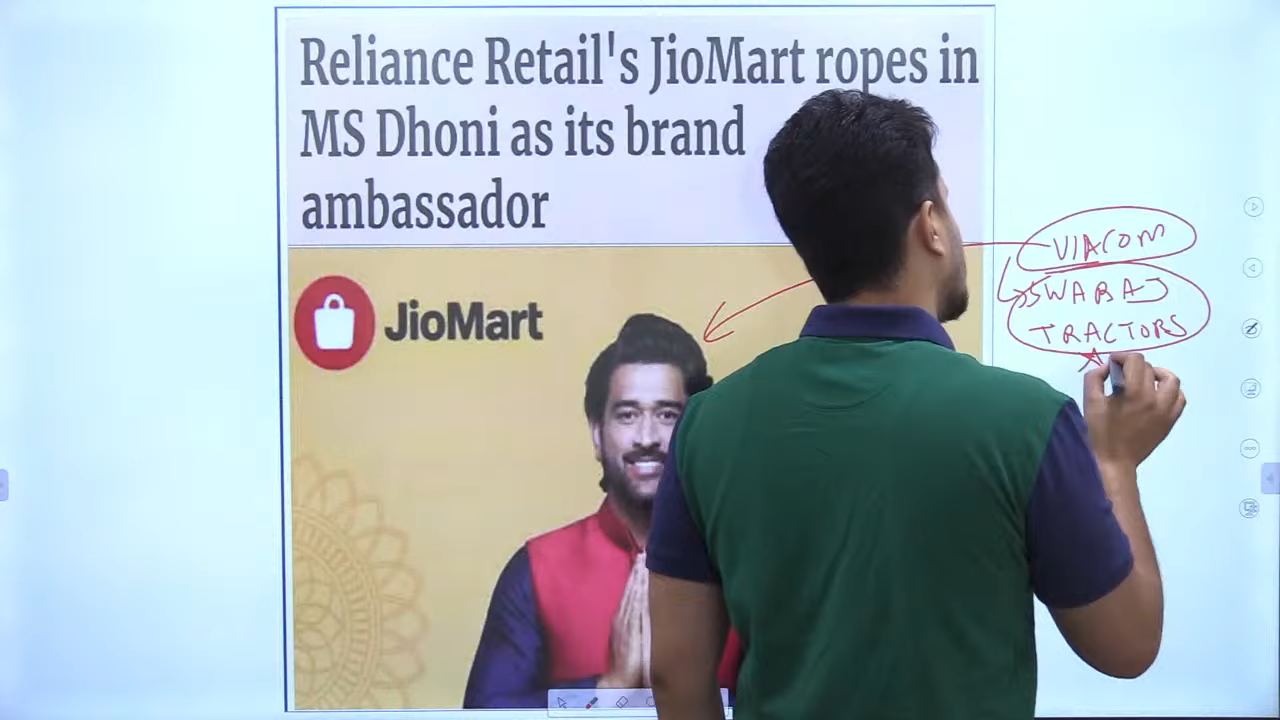 Reliance Retail's JioMart ropes in
MS Dhoni as its brand
ambassador
JioMart
VIACOM
SWARAJ
TRACTORS